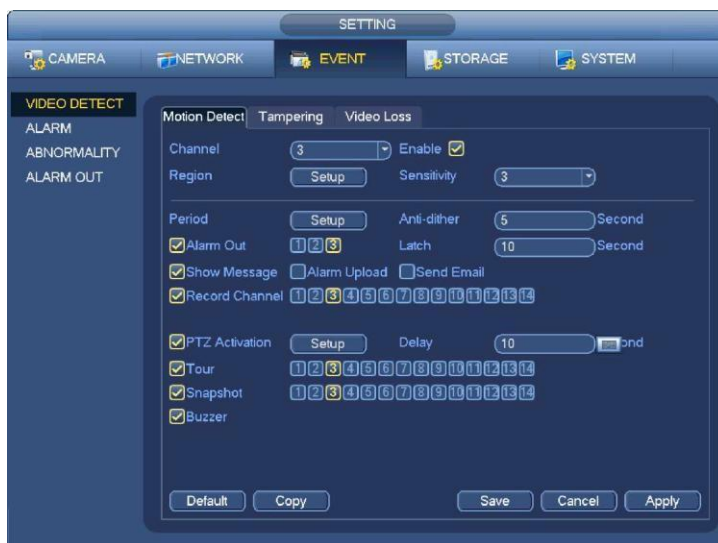 SETTING
CAMERA NETWORK EVENT STORAGE SYSTEM
VIDEO DETECT
ALARM
ABNORMALITY
ALARM OUT
Motion Detect Tampering Video Loss
Channel 3 Enable
Region Setup Sensitivity 3
Period Setup Anti-dither 5 Second
Alarm Out 1 2 3 Latch 10 Second
Show Message Alarm Upload Send Email
Record Channel 1 2 3 4 5 6 7 8 9 10 11 12 13 14
PTZ Activation Setup Delay 10 ond
Tour 1 2 3 4 5 6 7 8 9 10 11 12 13 14
Snapshot 1 2 3 4 5 6 7 8 9 10 11 12 13 14
Buzzer
Default Copy Save Cancel Apply